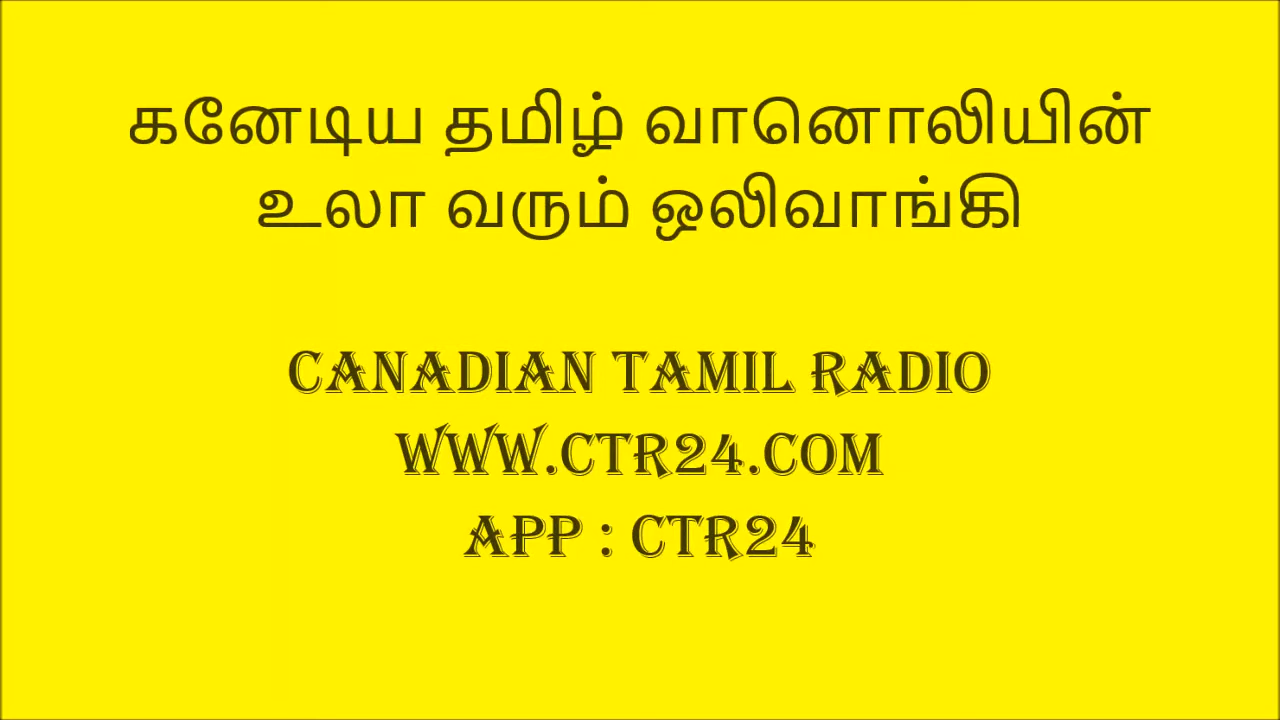 கனேடிய தமிழ் வானொலியின்
உலா வரும் ஒலிவாங்கி
CANADIAN TAMIL RADIO
WWW.CTR24.COM
APP : CTR24